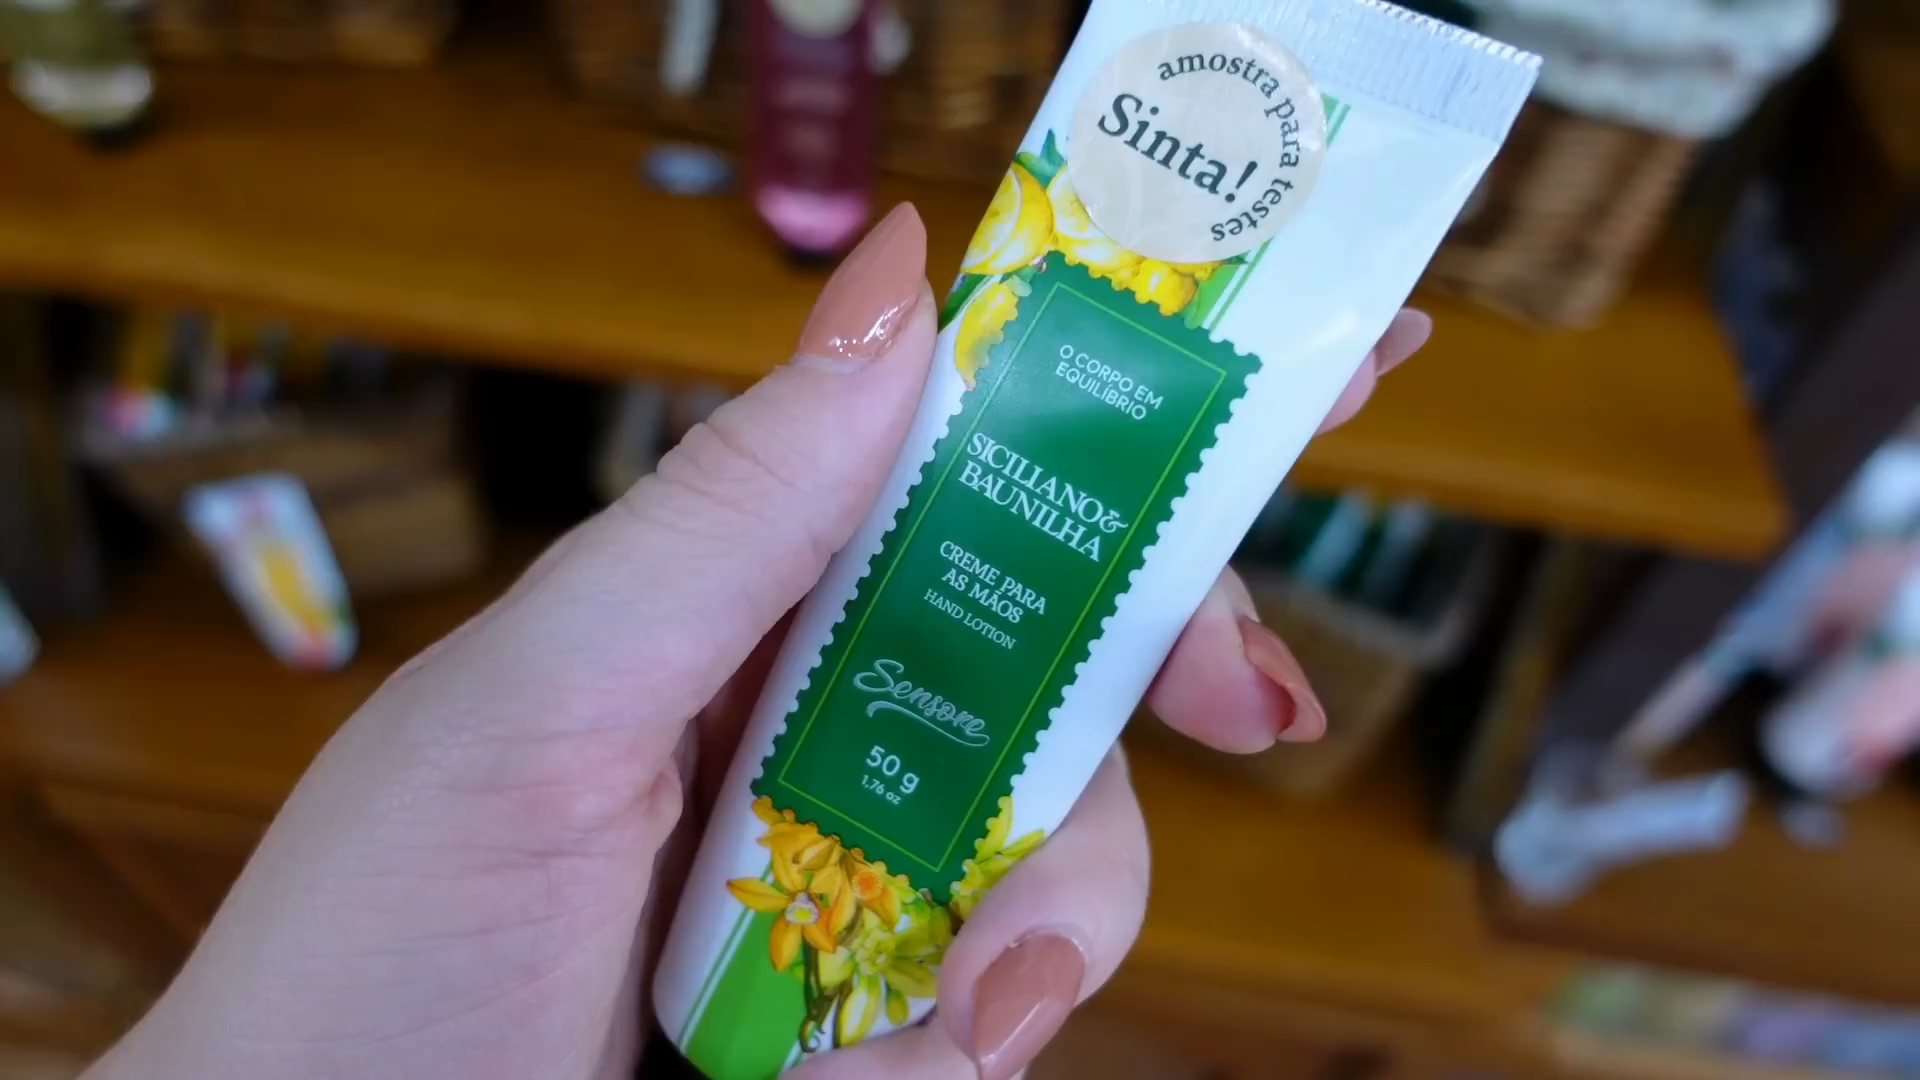 amostra para testes
Sinta!
O CORPO EM
EQUILÍBRIO
SICILIANO &
BAUNILHA
CREME PARA
AS MÃOS
HAND LOTION
Sensore
50 g
1,76 oz